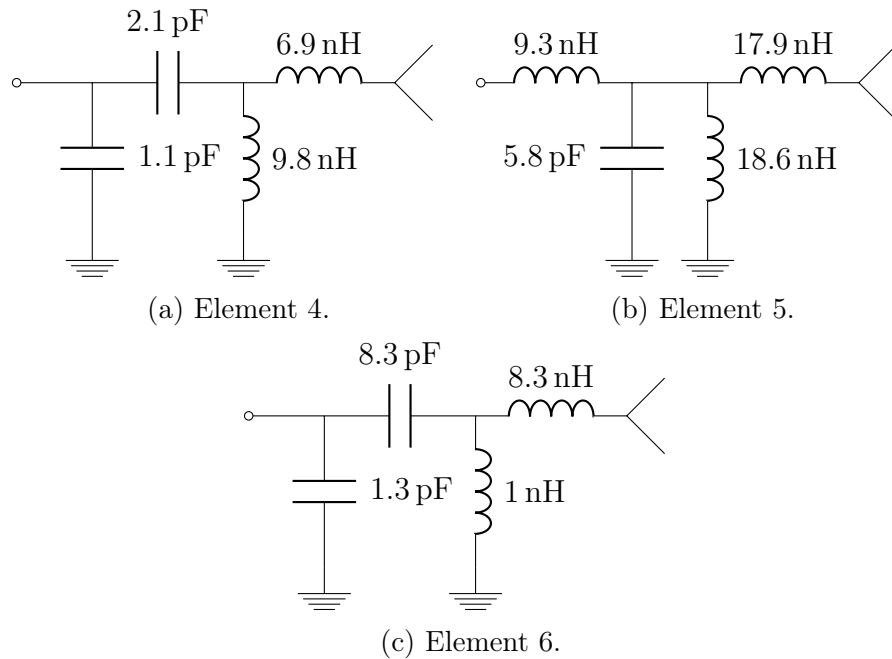 2.1 pF
6.9 nH
1.1 pF
9.8 nH
(a) Element 4.
9.3 nH
17.9 nH
5.8 pF
18.6 nH
(b) Element 5.
8.3 pF
8.3 nH
1.3 pF
1 nH
(c) Element 6.